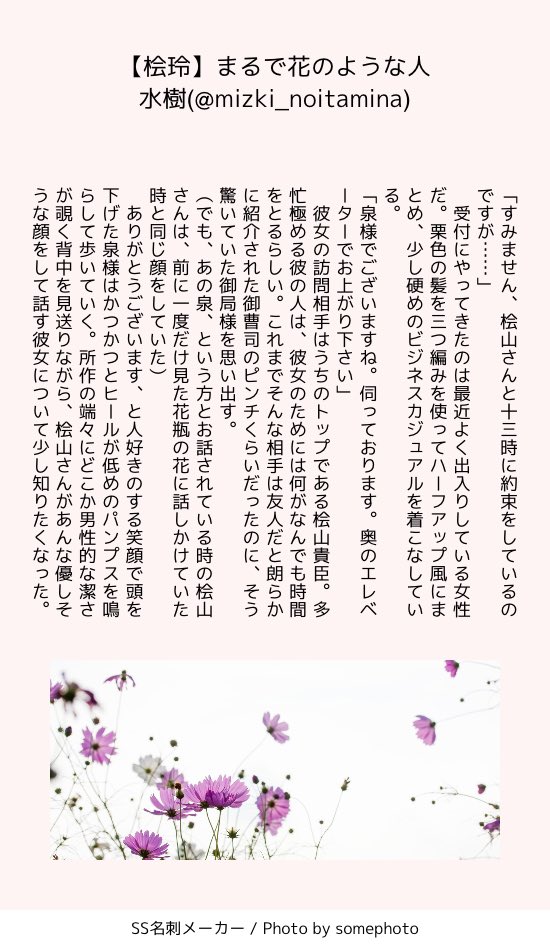 【桧玲】まるで花のような人
水樹(@mizki_noitamina)
「すみません、桧山さんと十三時に約束をしているの
ですが……」
　受付にやってきたのは最近よく出入りしている女性
だ。栗色の髪を三つ編みを使ってハーフアップ風にま
とめ、少し硬めのビジネスカジュアルを着こなしてい
る。
「泉様でございますね。伺っております。奥のエレベ
ーターでお上がり下さい」
　彼女の訪問相手はうちのトップである桧山貴臣。多
忙極める彼の人は、彼女のためには何がなんでも時間
をとるらしい。これまでそんな相手は友人だと朗らか
に紹介された御曹司のピンチくらいだったのに、そう
驚いていた御局様を思い出す。
（でも、あの泉、という方とお話されている時の桧山
さんは、前に一度だけ見た花瓶の花に話しかけていた
時と同じ顔をしていた）
　ありがとうございます、と人好きのする笑顔で頭を
下げた泉様はかつかつとヒールが低めのパンプスを鳴
らして歩いていく。所作の端々にどこか男性的な潔さ
が覗く背中を見送りながら、桧山さんがあんな優しそ
うな顔をして話す彼女について少し知りたくなった。
SS名刺メーカー / Photo by somephoto